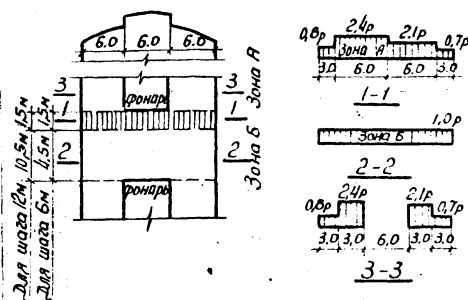 6.0 6.0 6.0
3 3
фонарь
1 1
2 2
фонарь
Зона А
Зона Б
1,5м 1,5м
10,5м 4,5м
Для шага 12м
Для шага 6м
0,8р 2,4р 2,1р 0,7р
Зона А
3.0 6.0 6.0 3.0
1-1
1,0р
Зона Б
2-2
0,8р 2,4р 2,1р 0,7р
3,0 3,0 6,0 3,0 3,0
3-3